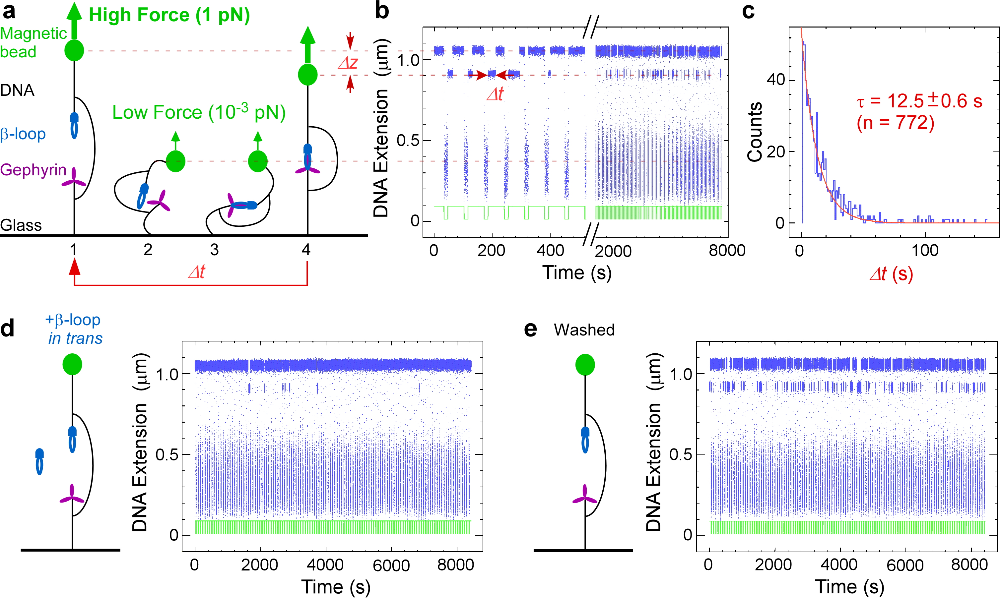 a
High Force (1 pN)
Magnetic
bead
DNA
β-loop
Gephyrin
Glass
Low Force (10-3 pN)
Δz
1
2
3
4
Δt
b
DNA Extension (μm)
1.0
0.5
0
Δt
0
200
400
2000
8000
Time (s)
c
Counts
40
20
0
τ = 12.5±0.6 s
(n = 772)
0
100
Δt (s)
d
+β-loop
in trans
DNA Extension (μm)
1.0
0.5
0
0
2000
4000
6000
8000
Time (s)
e
Washed
DNA Extension (μm)
1.0
0.5
0
0
2000
4000
6000
8000
Time (s)